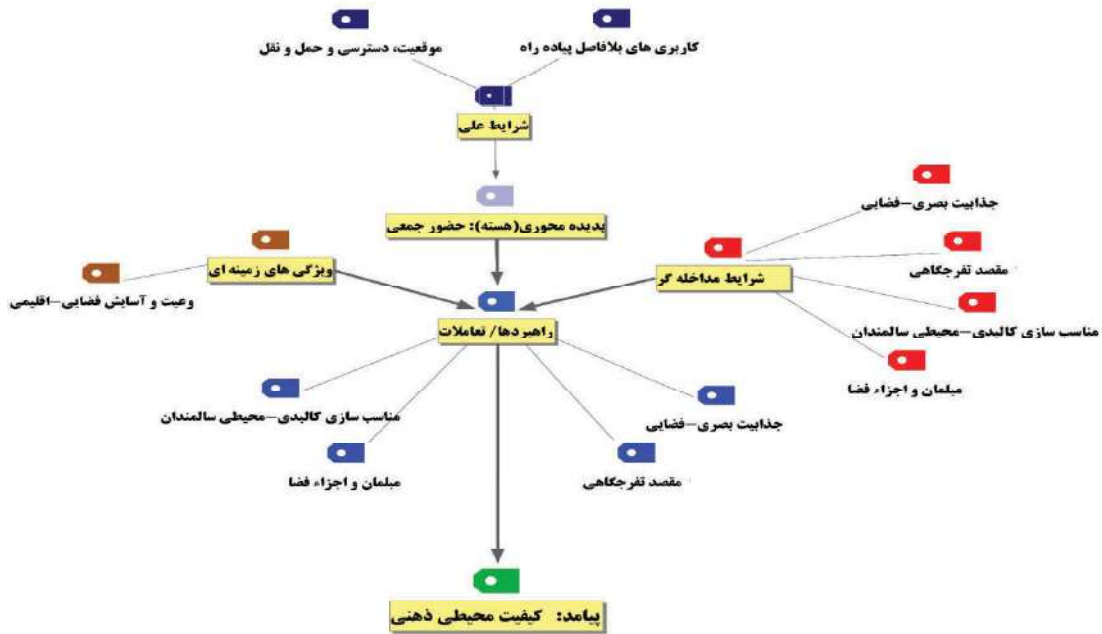 کاربری های بلافاصل پیاده راه
موقعیت، دسترسی و حمل و نقل
شرایط علی
پدیده محوری(هسته): حضور جمعی
جذابیت بصری–فضایی
مقصد تفرجگاهی
شرایط مداخله گر
مناسب سازی کالبدی–محیطی سالمندان
مبلمان و اجزاء فضا
ویژگی های زمینه ای
وعیت و آسایش فضایی–اقلیمی
راهبردها/ تعاملات
جذابیت بصری–فضایی
مناسب سازی کالبدی–محیطی سالمندان
مقصد تفرجگاهی
مبلمان و اجزاء فضا
پیامد: کیفیت محیطی ذهنی